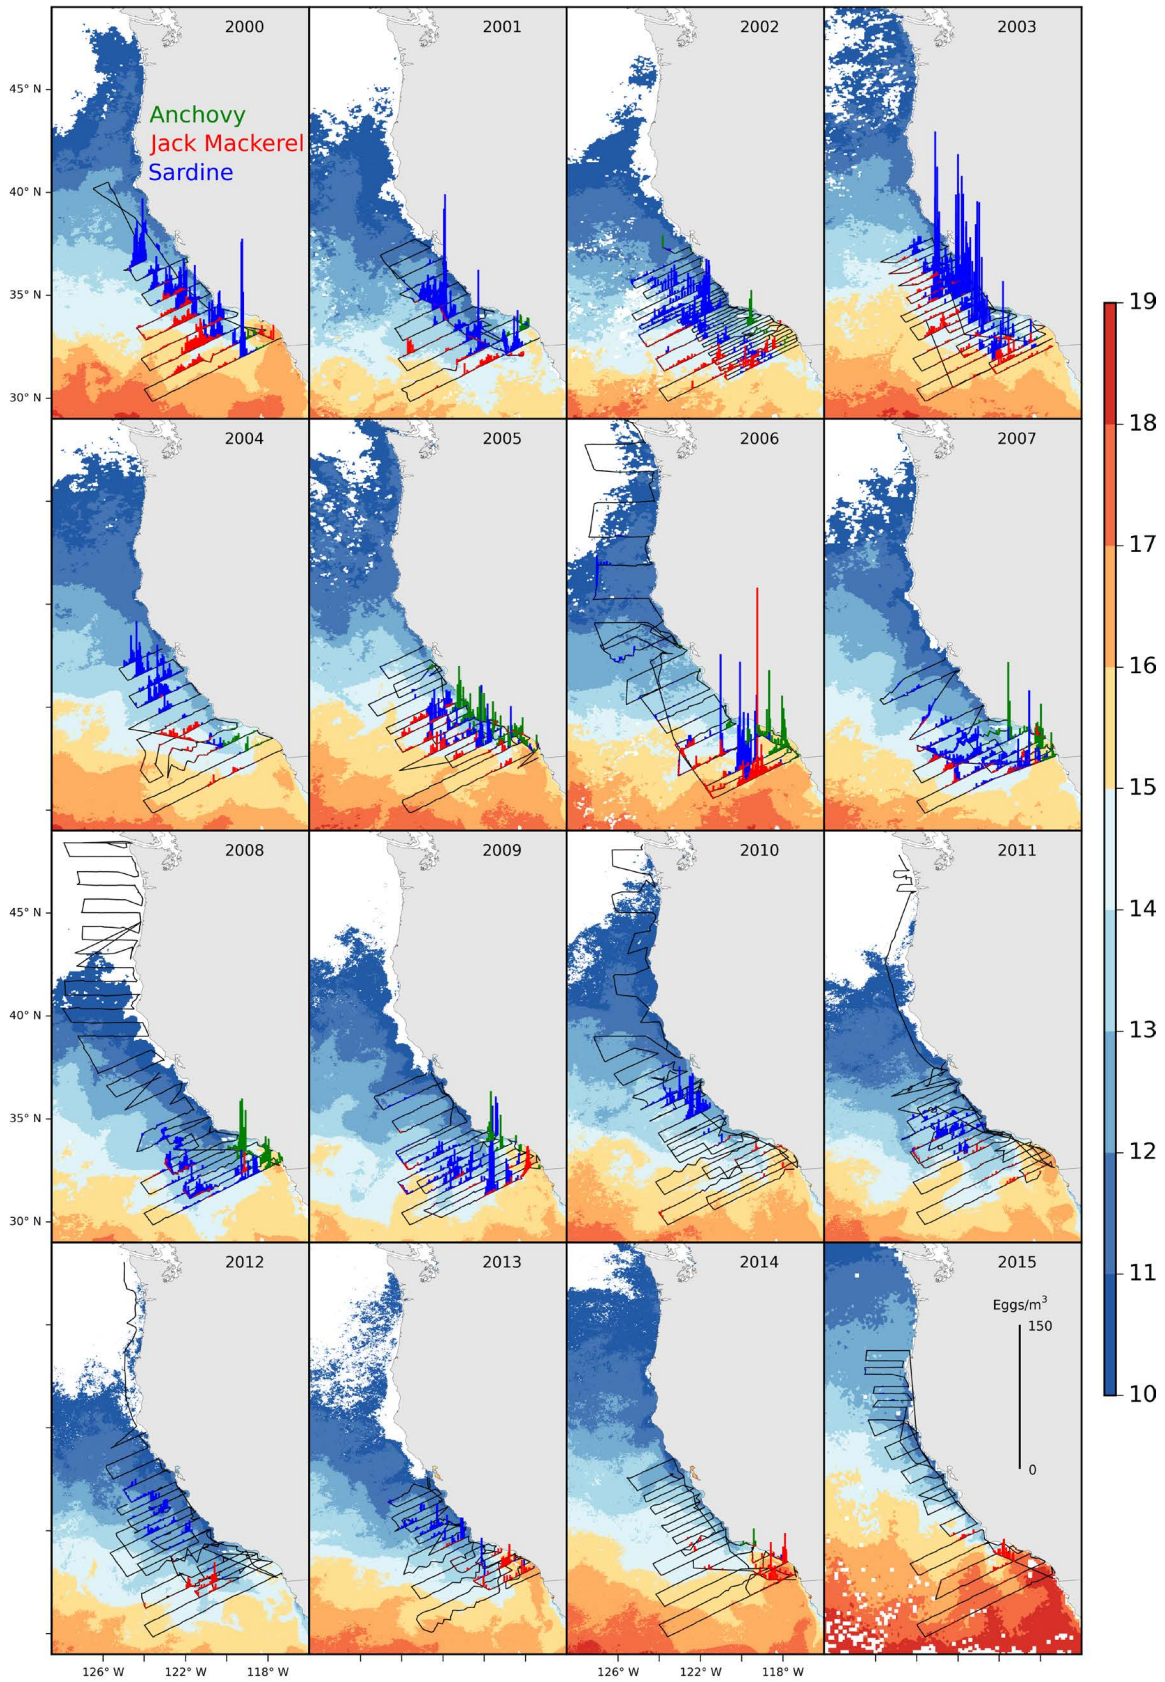 2000
2001
2002
2003
45° N
Anchovy
Jack Mackerel
Sardine
40° N
35° N
30° N
19
18
17
16
15
14
13
12
11
10
2004
2005
2006
2007
2008
2009
2010
2011
45° N
40° N
35° N
30° N
2012
2013
2014
2015
Eggs/m³
150
0
126° W
122° W
118° W
126° W
122° W
118° W